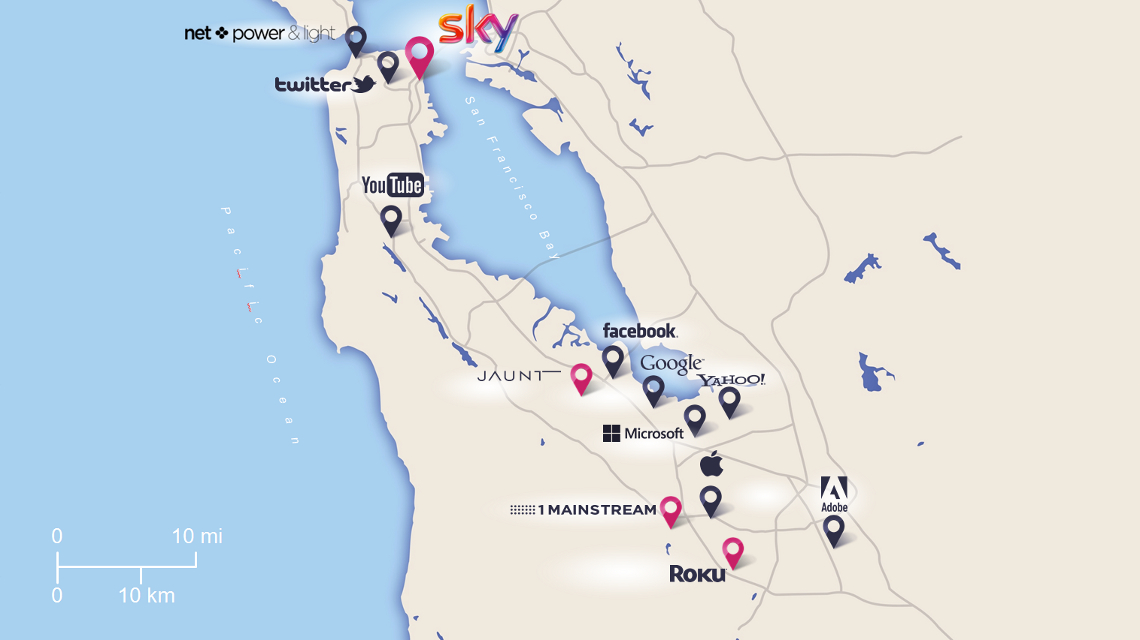 sky
net power & light
twitter
San Francisco Bay
YouTube
Pacific Ocean
facebook.
Google™
YAHOO!
JAUNT
Microsoft
Adobe
1 MAINSTREAM
ROKU
0 10 mi
0 10 km